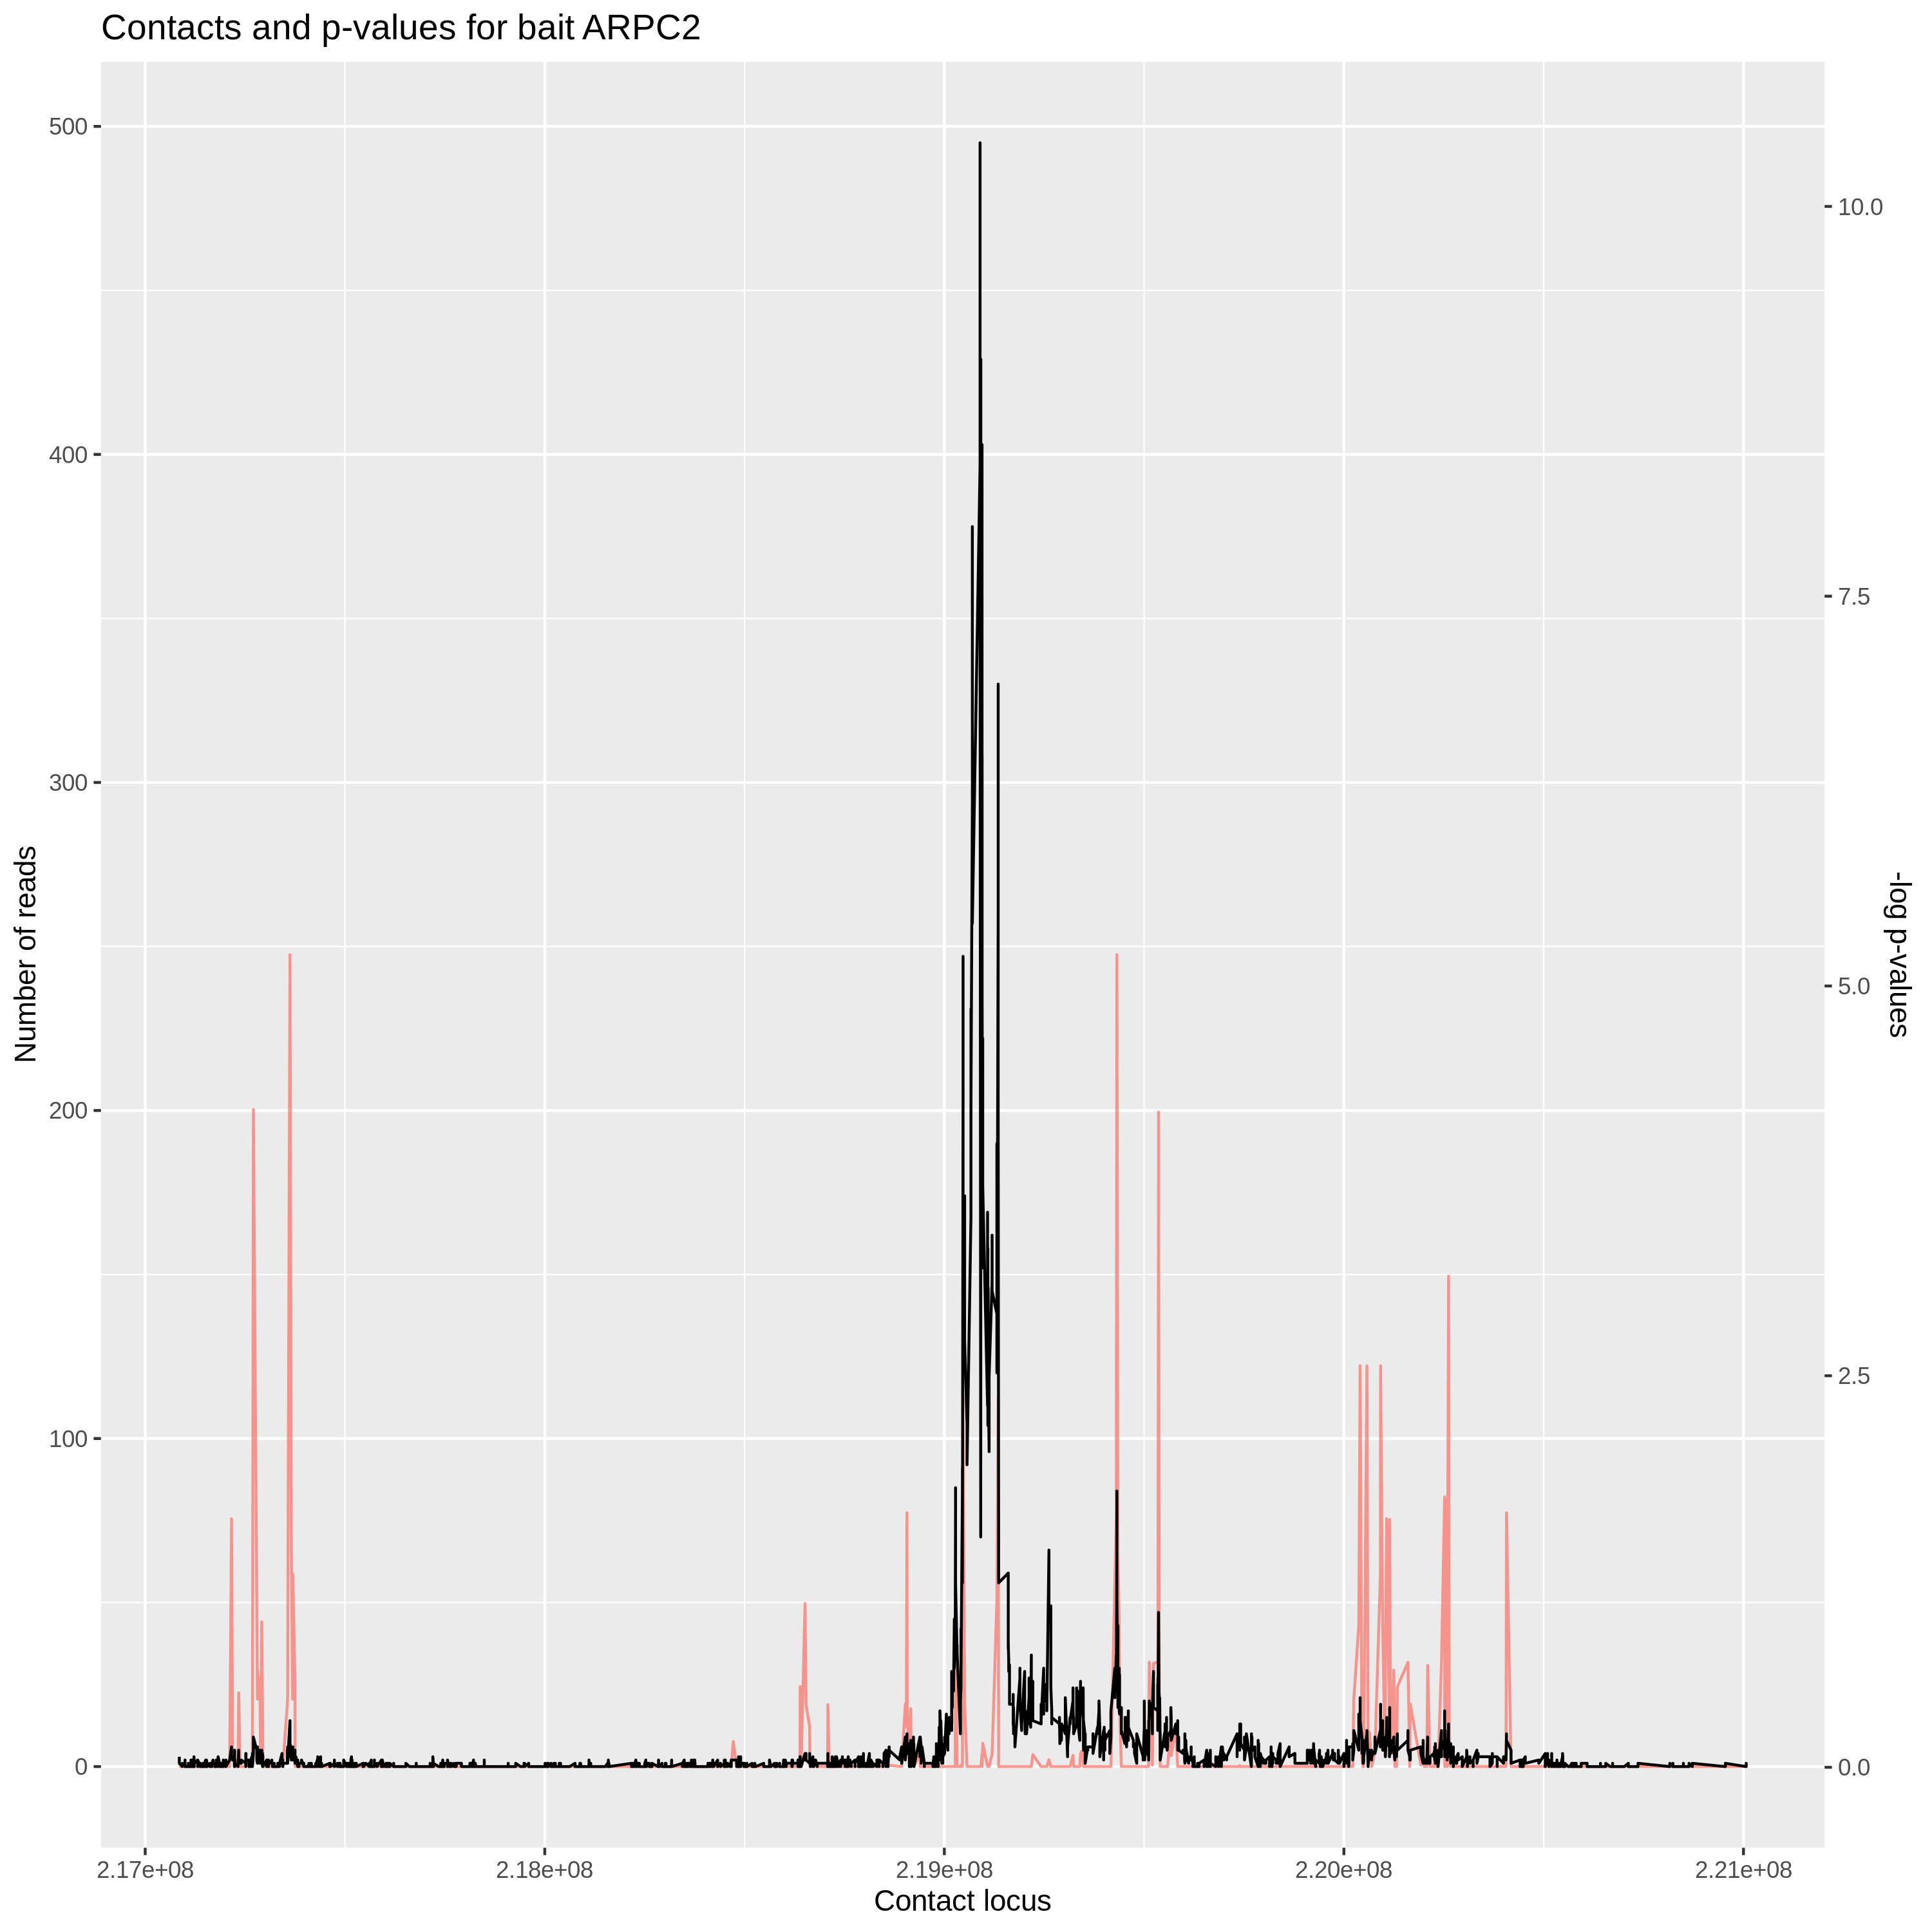 Contacts and p-values for bait ARPC2
500
400
300
200
100
0
Number of reads
10.0
7.5
5.0
2.5
0.0
-log p-values
2.17e+08
2.18e+08
2.19e+08
2.20e+08
2.21e+08
Contact locus